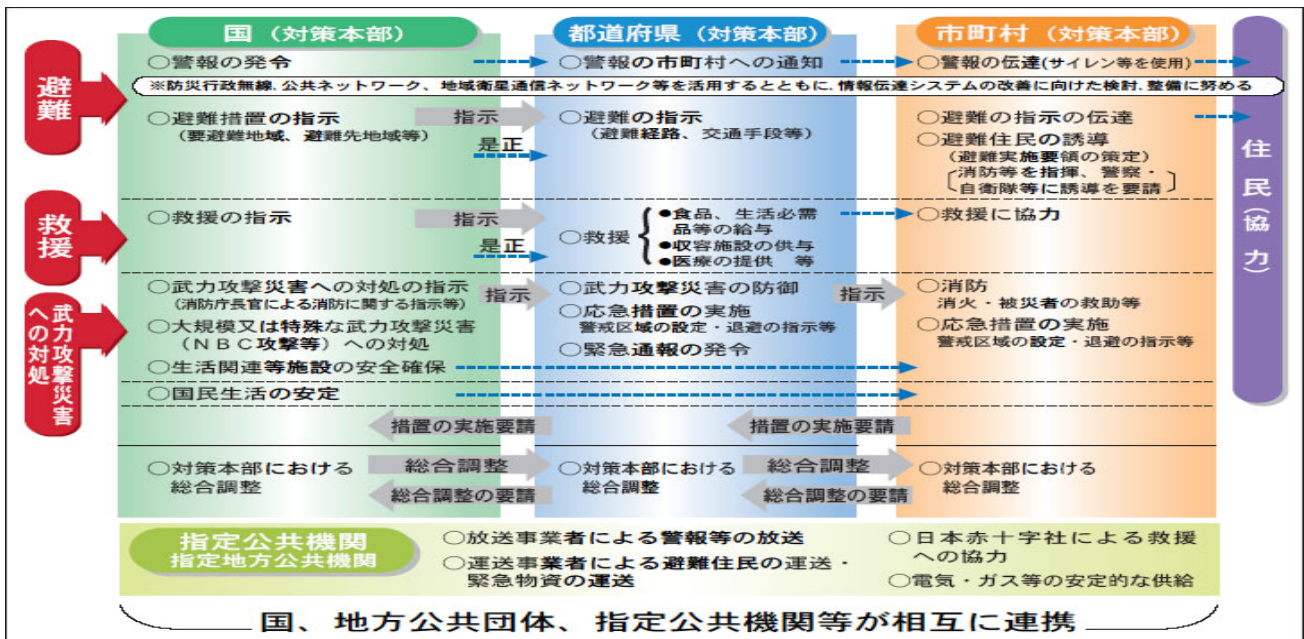 国（対策本部）
都道府県（対策本部）
市町村（対策本部）
避難
○警報の発令
○警報の市町村への通知
○警報の伝達(サイレン等を使用)
※防災行政無線、公共ネットワーク、地域衛星通信ネットワーク等を活用するとともに、情報伝達システムの改善に向けた検討、整備に努める
○避難措置の指示
(要避難地域、避難先地域等)
指示
是正
○避難の指示
(避難経路、交通手段等)
○避難の指示の伝達
○避難住民の誘導
(避難実施要領の策定)
消防等を指揮、警察・
自衛隊等に誘導を要請
住民（協力）
救援
○救援の指示
指示
是正
○救援
●食品、生活必需
品等の給与
●収容施設の供与
●医療の提供　等
○救援に協力
武力攻撃災害
への対処
○武力攻撃災害への対処の指示
(消防庁長官による消防に関する指示等)
○大規模又は特殊な武力攻撃災害
（ＮＢＣ攻撃等）への対処
○生活関連等施設の安全確保
指示
○武力攻撃災害の防御
○応急措置の実施
警戒区域の設定・退避の指示等
○緊急通報の発令
指示
○消防
消火・被災者の救助等
○応急措置の実施
警戒区域の設定・退避の指示等
○国民生活の安定
措置の実施要請
措置の実施要請
○対策本部における
総合調整
総合調整
総合調整の要請
○対策本部における
総合調整
総合調整
総合調整の要請
○対策本部における
総合調整
指定公共機関
指定地方公共機関
○放送事業者による警報等の放送
○運送事業者による避難住民の運送・
緊急物資の運送
○日本赤十字社による救援
への協力
○電気・ガス等の安定的な供給
国、地方公共団体、指定公共機関等が相互に連携